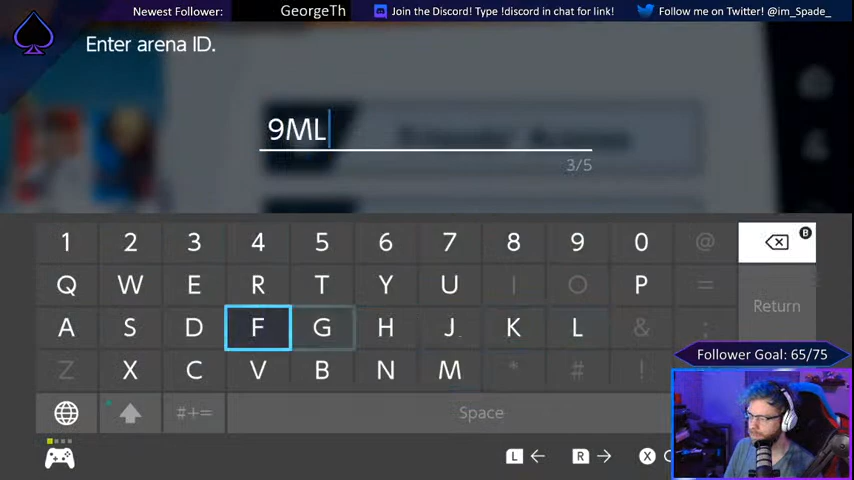 Newest Follower: GeorgeTh Join the Discord! Type !discord in chat for link! Follow me on Twitter! @im_Spade_
Enter arena ID.
9ML
3/5
1 2 3 4 5 6 7 8 9 0 @ B
Q W E R T Y U I O P =
Return
A S D F G H J K L & ;
Z X C V B N M * # !
Follower Goal: 65/75
#+= Space
L R X